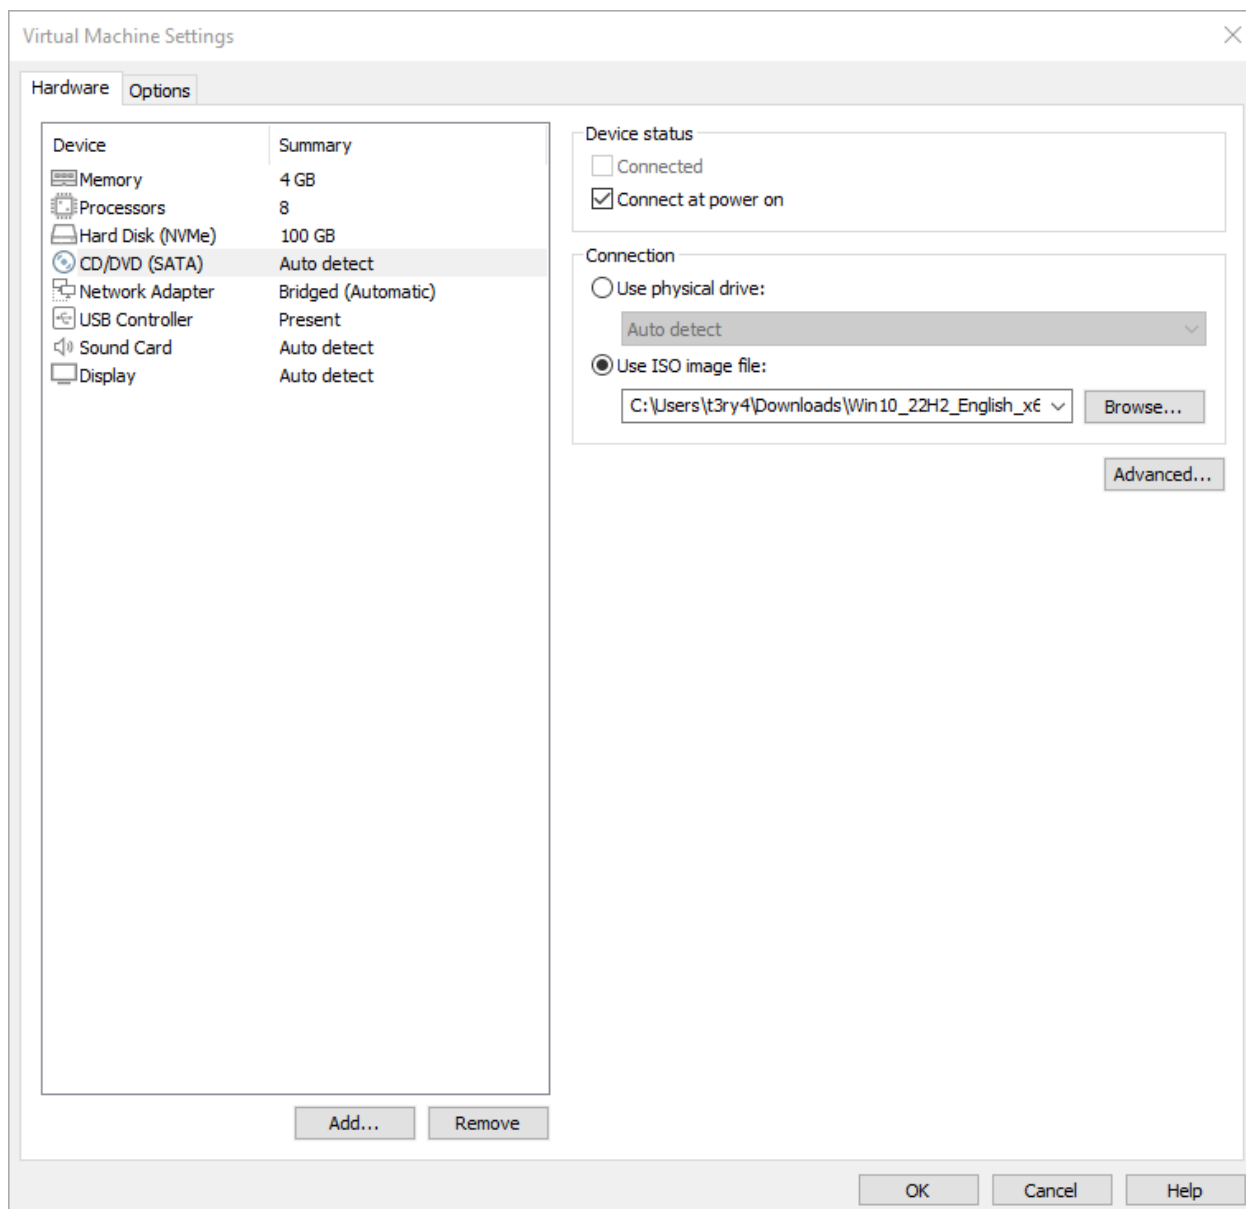 Virtual Machine Settings
Hardware Options
Device Summary
Memory 4 GB
Processors 8
Hard Disk (NVMe) 100 GB
CD/DVD (SATA) Auto detect
Network Adapter Bridged (Automatic)
USB Controller Present
Sound Card Auto detect
Display Auto detect
Add... Remove
Device status
Connected
Connect at power on
Connection
Use physical drive:
Auto detect
Use ISO image file:
C:\Users\t3ry4\Downloads\Win10_22H2_English_x6 Browse...
Advanced...
OK Cancel Help